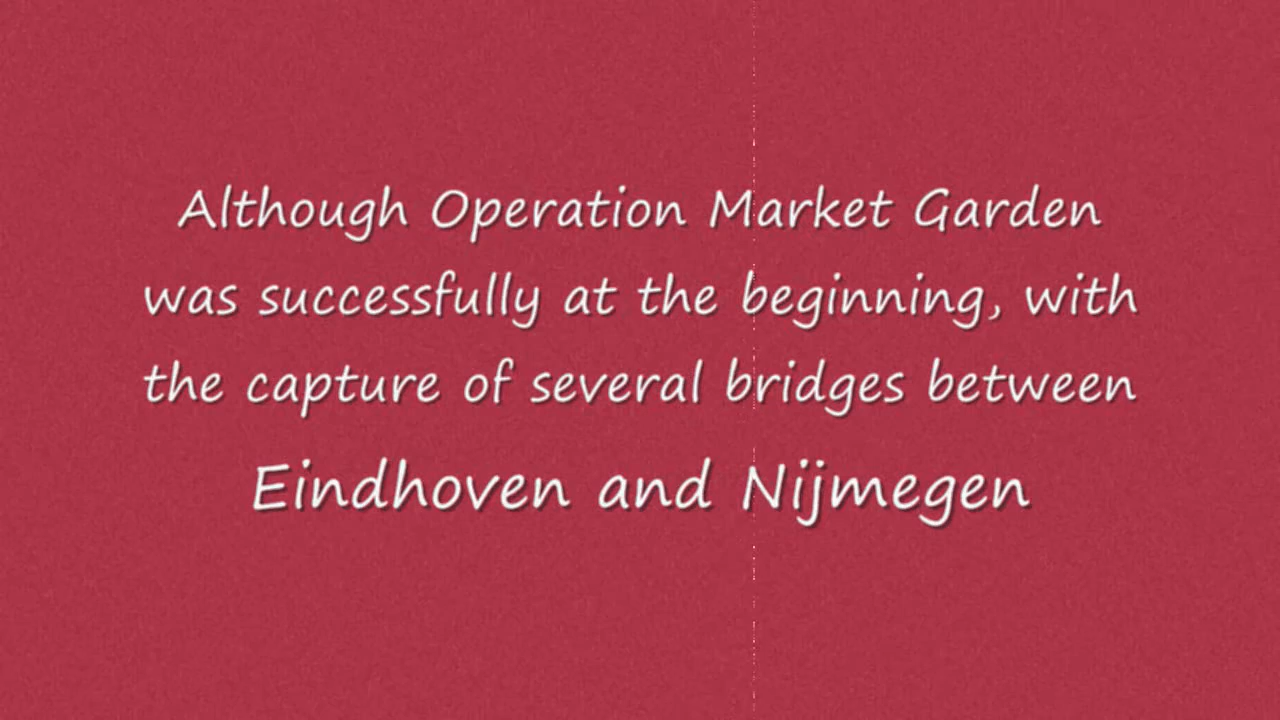 Although Operation Market Garden
was successfully at the beginning, with
the capture of several bridges between
Eindhoven and Nijmegen